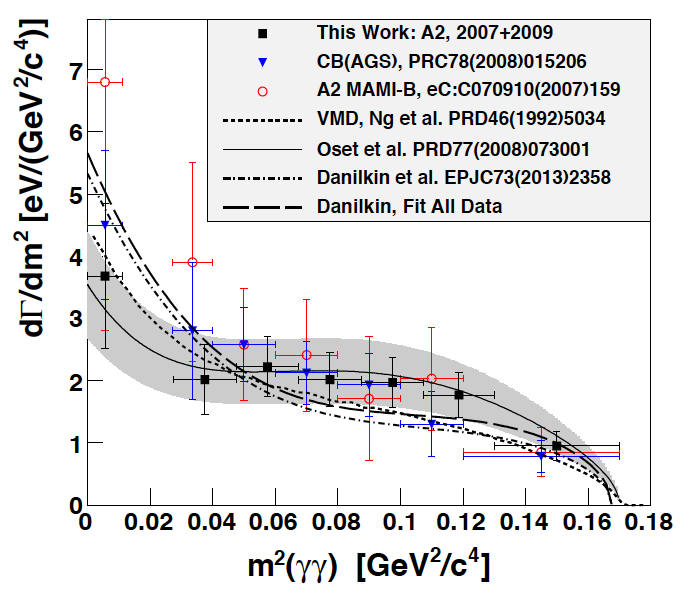 This Work: A2, 2007+2009
CB(AGS), PRC78(2008)015206
A2 MAMI-B, eC:C070910(2007)159
VMD, Ng et al. PRD46(1992)5034
Oset et al. PRD77(2008)073001
Danilkin et al. EPJC73(2013)2358
Danilkin, Fit All Data
dΓ/dm² [eV/(GeV²/c⁴)]
7
6
5
4
3
2
1
0
0 0.02 0.04 0.06 0.08 0.1 0.12 0.14 0.16 0.18
m²(γγ) [GeV²/c⁴]